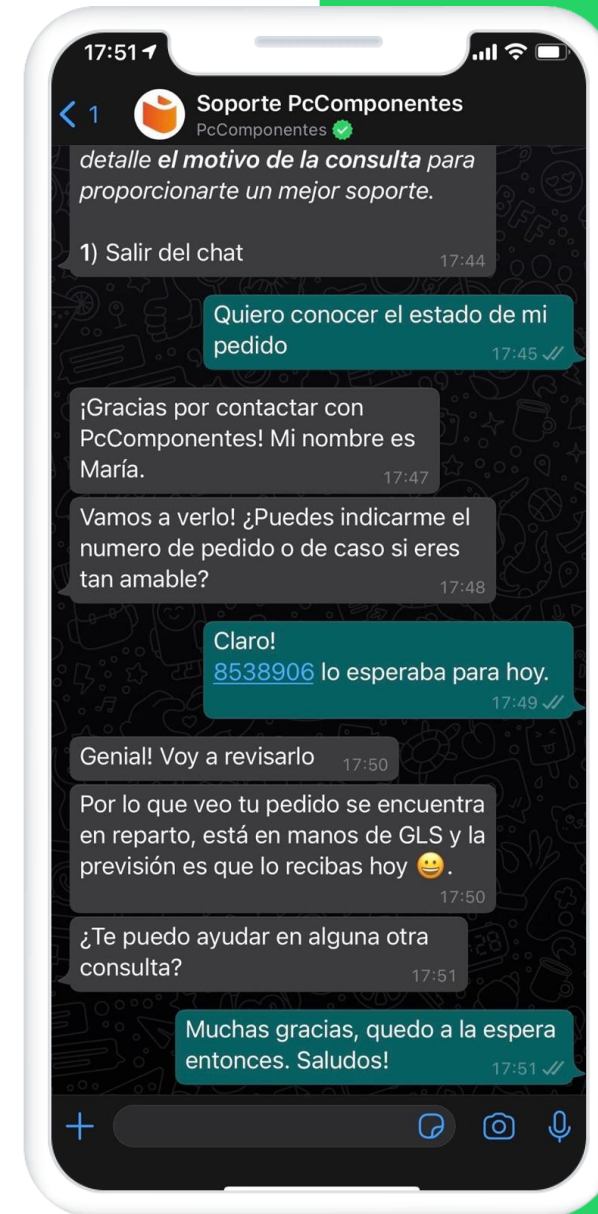 17:51
1
Soporte PcComponentes
PcComponentes
detalle el motivo de la consulta para
proporcionarte un mejor soporte.
1) Salir del chat
17:44
Quiero conocer el estado de mi
pedido
17:45
¡Gracias por contactar con
PcComponentes! Mi nombre es
María.
17:47
Vamos a verlo! ¿Puedes indicarme el
numero de pedido o de caso si eres
tan amable?
17:48
Claro!
8538906 lo esperaba para hoy.
17:49
Genial! Voy a revisarlo
17:50
Por lo que veo tu pedido se encuentra
en reparto, está en manos de GLS y la
previsión es que lo recibas hoy 😀.
17:50
¿Te puedo ayudar en alguna otra
consulta?
17:51
Muchas gracias, quedo a la espera
entonces. Saludos!
17:51